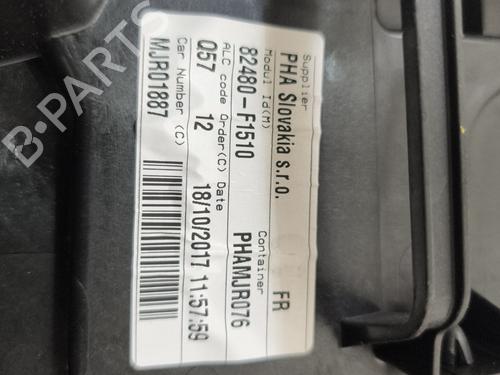 Supplier
PHA Slovakia s.r.o. FR
Modul Id(M) Container
82480-F1510 PHAMJR076
ALC code Order(C) Date
Q57 12 18/10/2017 11:57:59
Car Number (C)
MJR01887
B-PARTS